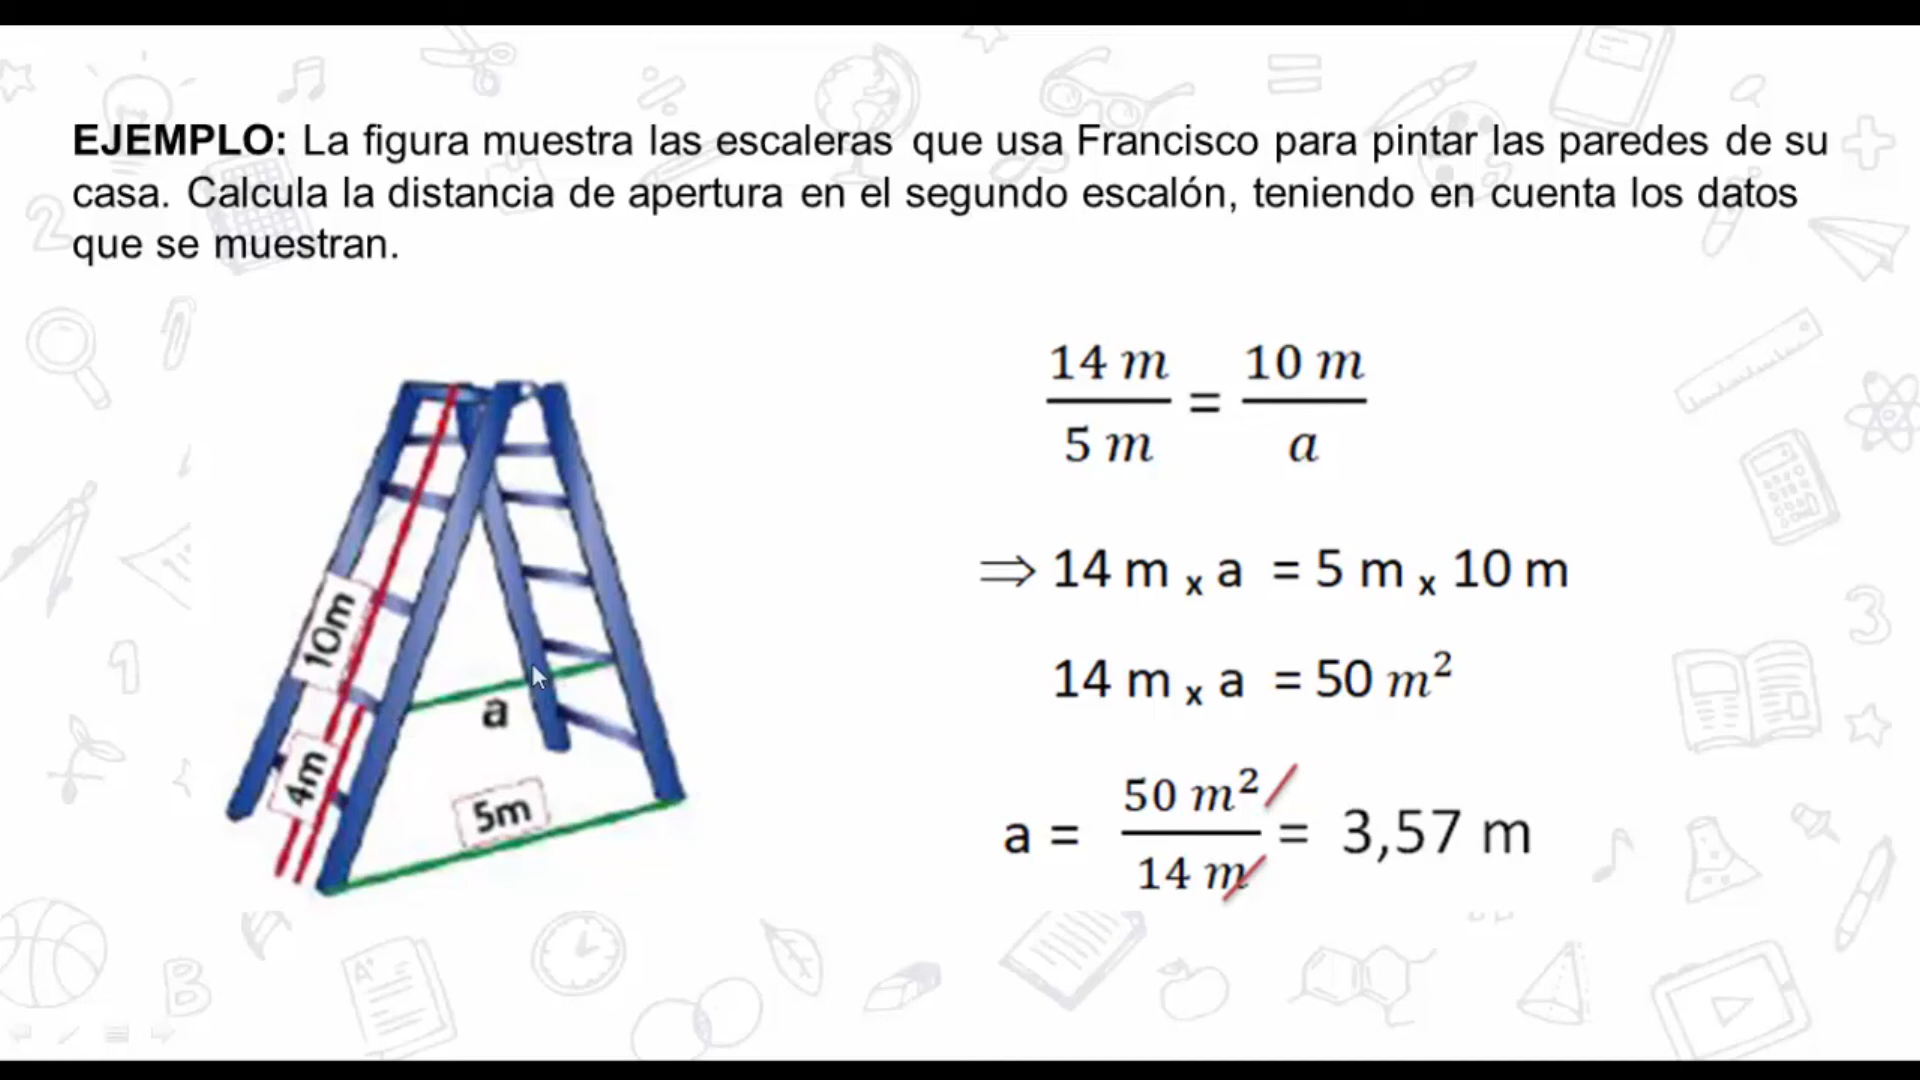 EJEMPLO: La figura muestra las escaleras que usa Francisco para pintar las paredes de su
casa. Calcula la distancia de apertura en el segundo escalón, teniendo en cuenta los datos
que se muestran.
14 m / 5 m = 10 m / a
⇒ 14 m x a = 5 m x 10 m
14 m x a = 50 m²
a = 50 m² / 14 m = 3,57 m
10m
4m
a
5m